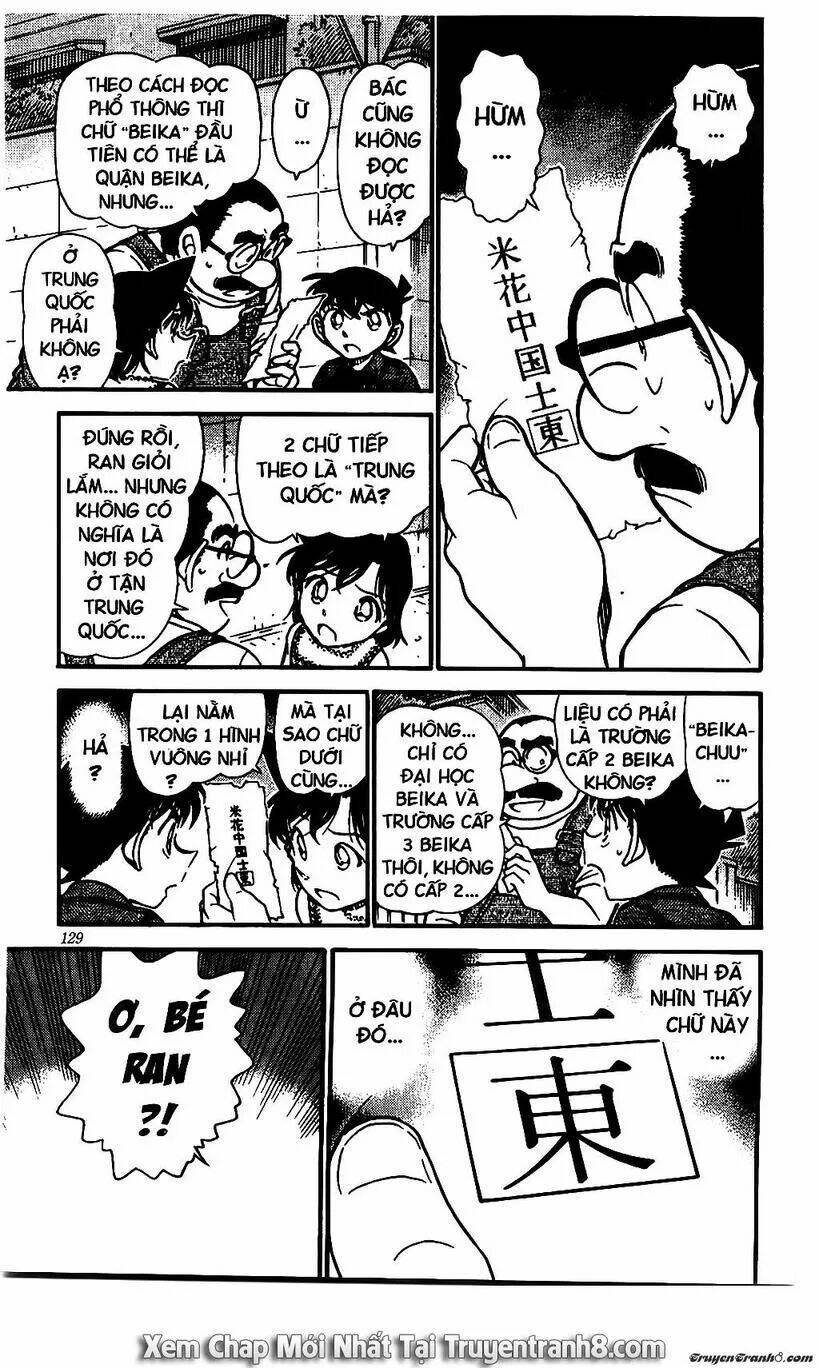 HỪM
...
HỪM
...
米花中国士東
BÁC
CŨNG
KHÔNG
ĐỌC
ĐƯỢC
HẢ?
Ừ
...
THEO CÁCH ĐỌC
PHỔ THÔNG THÌ
CHỮ "BEIKA" ĐẦU
TIÊN CÓ THỂ LÀ
QUẬN BEIKA,
NHƯNG...
Ở
TRUNG
QUỐC
PHẢI
KHÔNG
Ạ?
2 CHỮ TIẾP
THEO LÀ "TRUNG
QUỐC" MÀ?
ĐÚNG RỒI,
RAN GIỎI
LẮM... NHƯNG
KHÔNG CÓ
NGHĨA LÀ
NƠI ĐÓ
Ở TẬN
TRUNG
QUỐC...
"BEIKA-
CHUU"
...
LIỆU CÓ PHẢI
LÀ TRƯỜNG
CẤP 2 BEIKA
KHÔNG?
KHÔNG...
CHỈ CÓ
ĐẠI HỌC
BEIKA VÀ
TRƯỜNG CẤP
3 BEIKA
THÔI, KHÔNG
CÓ CẤP 2...
MÀ TẠI
SAO CHỮ
DƯỚI
CÙNG...
LẠI NẰM
TRONG 1 HÌNH
VUÔNG NHỈ
?
HẢ
?
米花中国士東
129
MÌNH ĐÃ
NHÌN THẤY
CHỮ NÀY
...
Ở ĐÂU
ĐÓ...
士
東
Ơ, BÉ
RAN
?!
Xem Chap Mới Nhất Tại Truyentranh8.com
TruyenTranh8.com